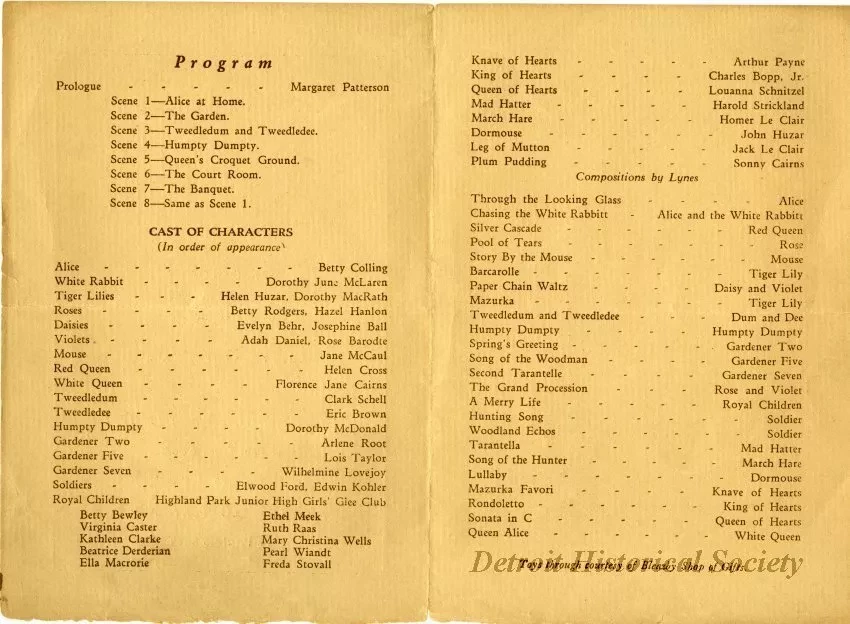 Program
Prologue - - - - - Margaret Patterson
Scene 1—Alice at Home.
Scene 2—The Garden.
Scene 3—Tweedledum and Tweedledee.
Scene 4—Humpty Dumpty.
Scene 5—Queen's Croquet Ground.
Scene 6—The Court Room.
Scene 7—The Banquet.
Scene 8—Same as Scene 1.
CAST OF CHARACTERS
(In order of appearance)
Alice - - - - - - - Betty Colling
White Rabbit - - - - Dorothy June McLaren
Tiger Lilies - - - Helen Huzar, Dorothy MacRath
Roses - - - - Betty Rodgers, Hazel Hanlon
Daisies - - - - Evelyn Behr, Josephine Ball
Violets - - - - Adah Daniel, Rose Barodte
Mouse - - - - - - - Jane McCaul
Red Queen - - - - - - Helen Cross
White Queen - - - - Florence Jane Cairns
Tweedledum - - - - - - Clark Schell
Tweedledee - - - - - - Eric Brown
Humpty Dumpty - - - - Dorothy McDonald
Gardener Two - - - - - Arlene Root
Gardener Five - - - - - Lois Taylor
Gardener Seven - - - - Wilhelmine Lovejoy
Soldiers - - - - Elwood Ford, Edwin Kohler
Royal Children Highland Park Junior High Girls' Glee Club
Betty Bewley Ethel Meek
Virginia Caster Ruth Raas
Kathleen Clarke Mary Christina Wells
Beatrice Derderian Pearl Wiandt
Ella Macrorie Freda Stovall
Knave of Hearts - - - - - Arthur Payne
King of Hearts - - - - Charles Bopp, Jr.
Queen of Hearts - - - - Louanna Schnitzel
Mad Hatter - - - - - Harold Strickland
March Hare - - - - - Homer Le Clair
Dormouse - - - - - John Huzar
Leg of Mutton - - - - - Jack Le Clair
Plum Pudding - - - - - Sonny Cairns
Compositions by Lynes
Through the Looking Glass - - - - Alice
Chasing the White Rabbitt - Alice and the White Rabbitt
Silver Cascade - - - - - Red Queen
Pool of Tears - - - - - - Rose
Story By the Mouse - - - - - Mouse
Barcarolle - - - - - - Tiger Lily
Paper Chain Waltz - - - - Daisy and Violet
Mazurka - - - - - - Tiger Lily
Tweedledum and Tweedledee - - - Dum and Dee
Humpty Dumpty - - - - Humpty Dumpty
Spring's Greeting - - - - Gardener Two
Song of the Woodman - - - - Gardener Five
Second Tarantelle - - - - Gardener Seven
The Grand Procession - - - Rose and Violet
A Merry Life - - - - - Royal Children
Hunting Song - - - - - - Soldier
Woodland Echos - - - - - Soldier
Tarantella - - - - - - Mad Hatter
Song of the Hunter - - - - March Hare
Lullaby - - - - - - Dormouse
Mazurka Favori - - - - Knave of Hearts
Rondoletto - - - - - King of Hearts
Sonata in C - - - - - Queen of Hearts
Queen Alice - - - - - White Queen
Toys through courtesy of Bleazby Shop of Gifts.
Detroit Historical Society